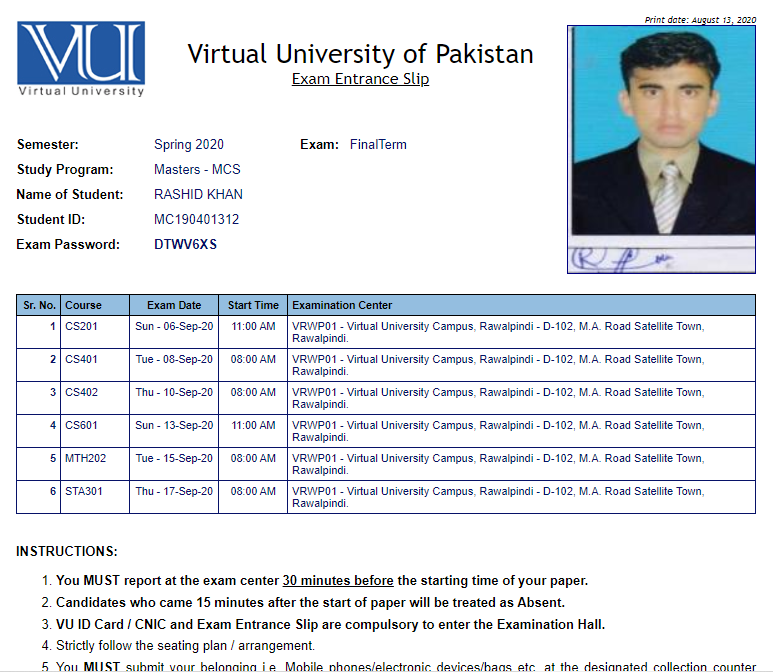 Print date: August 13, 2020
VU
Virtual University
Virtual University of Pakistan
Exam Entrance Slip
Semester: Spring 2020 Exam: FinalTerm
Study Program: Masters - MCS
Name of Student: RASHID KHAN
Student ID: MC190401312
Exam Password: DTWV6XS
Sr. No. Course Exam Date Start Time Examination Center
1 CS201 Sun - 06-Sep-20 11:00 AM VRWP01 - Virtual University Campus, Rawalpindi - D-102, M.A. Road Satellite Town,
Rawalpindi.
2 CS401 Tue - 08-Sep-20 08:00 AM VRWP01 - Virtual University Campus, Rawalpindi - D-102, M.A. Road Satellite Town,
Rawalpindi.
3 CS402 Thu - 10-Sep-20 08:00 AM VRWP01 - Virtual University Campus, Rawalpindi - D-102, M.A. Road Satellite Town,
Rawalpindi.
4 CS601 Sun - 13-Sep-20 11:00 AM VRWP01 - Virtual University Campus, Rawalpindi - D-102, M.A. Road Satellite Town,
Rawalpindi.
5 MTH202 Tue - 15-Sep-20 08:00 AM VRWP01 - Virtual University Campus, Rawalpindi - D-102, M.A. Road Satellite Town,
Rawalpindi.
6 STA301 Thu - 17-Sep-20 08:00 AM VRWP01 - Virtual University Campus, Rawalpindi - D-102, M.A. Road Satellite Town,
Rawalpindi.
INSTRUCTIONS:
1. You MUST report at the exam center 30 minutes before the starting time of your paper.
2. Candidates who came 15 minutes after the start of paper will be treated as Absent.
3. VU ID Card / CNIC and Exam Entrance Slip are compulsory to enter the Examination Hall.
4. Strictly follow the seating plan / arrangement.
5. You MUST submit your belonging i.e. Mobile phones/electronic devices/bags etc. at the designated collection counter